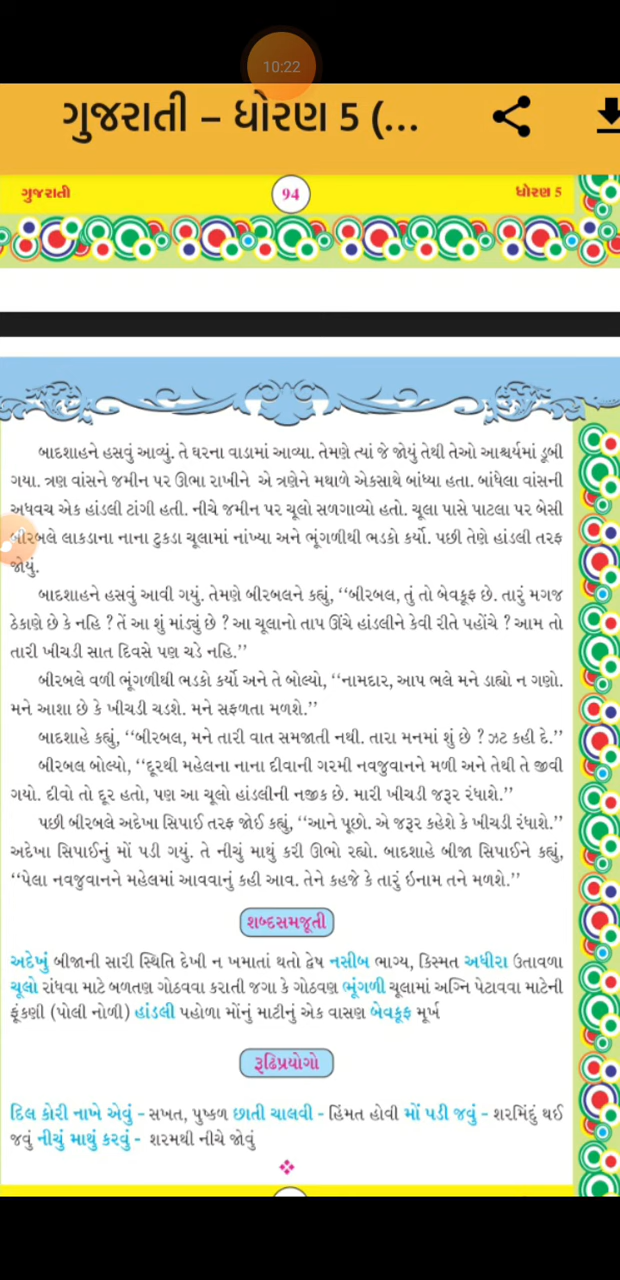 10:22
ગુજરાતી – ધોરણ 5 (...
ગુજરાતી 94 ધોરણ 5
બાદશાહને હસવું આવ્યું. તે ઘરના વાડામાં આવ્યા. તેમણે ત્યાં જે જોયું તેથી તેઓ આશ્ચર્યમાં ડૂબી
ગયા. ત્રણ વાંસને જમીન પર ઊભા રાખીને એ ત્રણેને મથાળે એકસાથે બાંધ્યા હતા. બાંધેલા વાંસની
અધવચ એક હાંડલી ટાંગી હતી. નીચે જમીન પર ચૂલો સળગાવ્યો હતો. ચૂલા પાસે પાટલા પર બેસી
બીરબલે લાકડાના નાના ટુકડા ચૂલામાં નાંખ્યા અને ભૂંગળીથી ભડકો કર્યો. પછી તેણે હાંડલી તરફ
જોયું.
બાદશાહને હસવું આવી ગયું. તેમણે બીરબલને કહ્યું, ‘‘બીરબલ, તું તો બેવકૂફ છે. તારું મગજ
ઠેકાણે છે કે નહિ ? તેં આ શું માંડ્યું છે ? આ ચૂલાનો તાપ ઊંચે હાંડલીને કેવી રીતે પહોંચે ? આમ તો
તારી ખીચડી સાત દિવસે પણ ચડે નહિ.’’
બીરબલે વળી ભૂંગળીથી ભડકો કર્યો અને તે બોલ્યો, ‘‘નામદાર, આપ ભલે મને ડાહ્યો ન ગણો.
મને આશા છે કે ખીચડી ચડશે. મને સફળતા મળશે.’’
બાદશાહે કહ્યું, ‘‘બીરબલ, મને તારી વાત સમજાતી નથી. તારા મનમાં શું છે ? ઝટ કહી દે.’’
બીરબલ બોલ્યો, ‘‘દૂરથી મહેલના નાના દીવાની ગરમી નવજુવાનને મળી અને તેથી તે જીવી
ગયો. દીવો તો દૂર હતો, પણ આ ચૂલો હાંડલીની નજીક છે. મારી ખીચડી જરૂર રંધાશે.’’
પછી બીરબલે અદેખા સિપાઈ તરફ જોઈ કહ્યું, ‘‘આને પૂછો. એ જરૂર કહેશે કે ખીચડી રંધાશે.’’
અદેખા સિપાઈનું મોં પડી ગયું. તે નીચું માથું કરી ઊભો રહ્યો. બાદશાહે બીજા સિપાઈને કહ્યું,
‘‘પેલા નવજુવાનને મહેલમાં આવવાનું કહી આવ. તેને કહજે કે તારું ઇનામ તને મળશે.’’
શબ્દસમજૂતી
અદેખું બીજાની સારી સ્થિતિ દેખી ન ખમાતાં થતો દ્વેષ નસીબ ભાગ્ય, કિસ્મત અધીરા ઉતાવળા
ચૂલો રાંધવા માટે બળતણ ગોઠવવા કરાતી જગા કે ગોઠવણ ભૂંગળી ચૂલામાં અગ્નિ પેટાવવા માટેની
ફૂંકણી (પોલી નોળી) હાંડલી પહોળા મોંનું માટીનું એક વાસણ બેવકૂફ મૂર્ખ
રૂઢિપ્રયોગો
દિલ કોરી નાખે એવું - સખત, પુષ્કળ છાતી ચાલવી - હિંમત હોવી મોં પડી જવું - શરમિંદું થઈ
જવું નીચું માથું કરવું - શરમથી નીચે જોવું